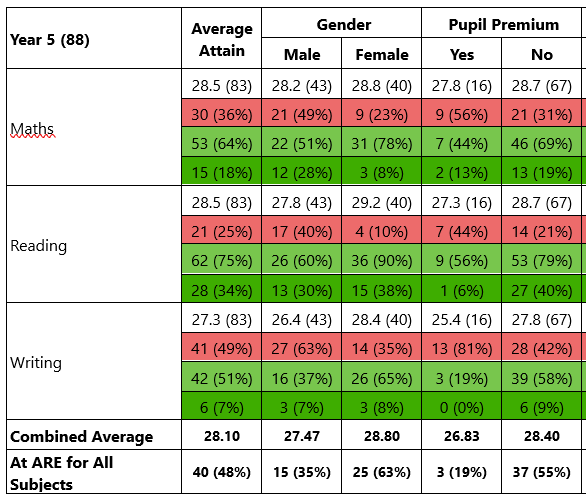 Year 5 (88) Average Attain Gender Pupil Premium
Male Female Yes No
Maths
28.5 (83) 28.2 (43) 28.8 (40) 27.8 (16) 28.7 (67)
30 (36%) 21 (49%) 9 (23%) 9 (56%) 21 (31%)
53 (64%) 22 (51%) 31 (78%) 7 (44%) 46 (69%)
15 (18%) 12 (28%) 3 (8%) 2 (13%) 13 (19%)
Reading
28.5 (83) 27.8 (43) 29.2 (40) 27.3 (16) 28.7 (67)
21 (25%) 17 (40%) 4 (10%) 7 (44%) 14 (21%)
62 (75%) 26 (60%) 36 (90%) 9 (56%) 53 (79%)
28 (34%) 13 (30%) 15 (38%) 1 (6%) 27 (40%)
Writing
27.3 (83) 26.4 (43) 28.4 (40) 25.4 (16) 27.8 (67)
41 (49%) 27 (63%) 14 (35%) 13 (81%) 28 (42%)
42 (51%) 16 (37%) 26 (65%) 3 (19%) 39 (58%)
6 (7%) 3 (7%) 3 (8%) 0 (0%) 6 (9%)
Combined Average 28.10 27.47 28.80 26.83 28.40
At ARE for All
Subjects 40 (48%) 15 (35%) 25 (63%) 3 (19%) 37 (55%)